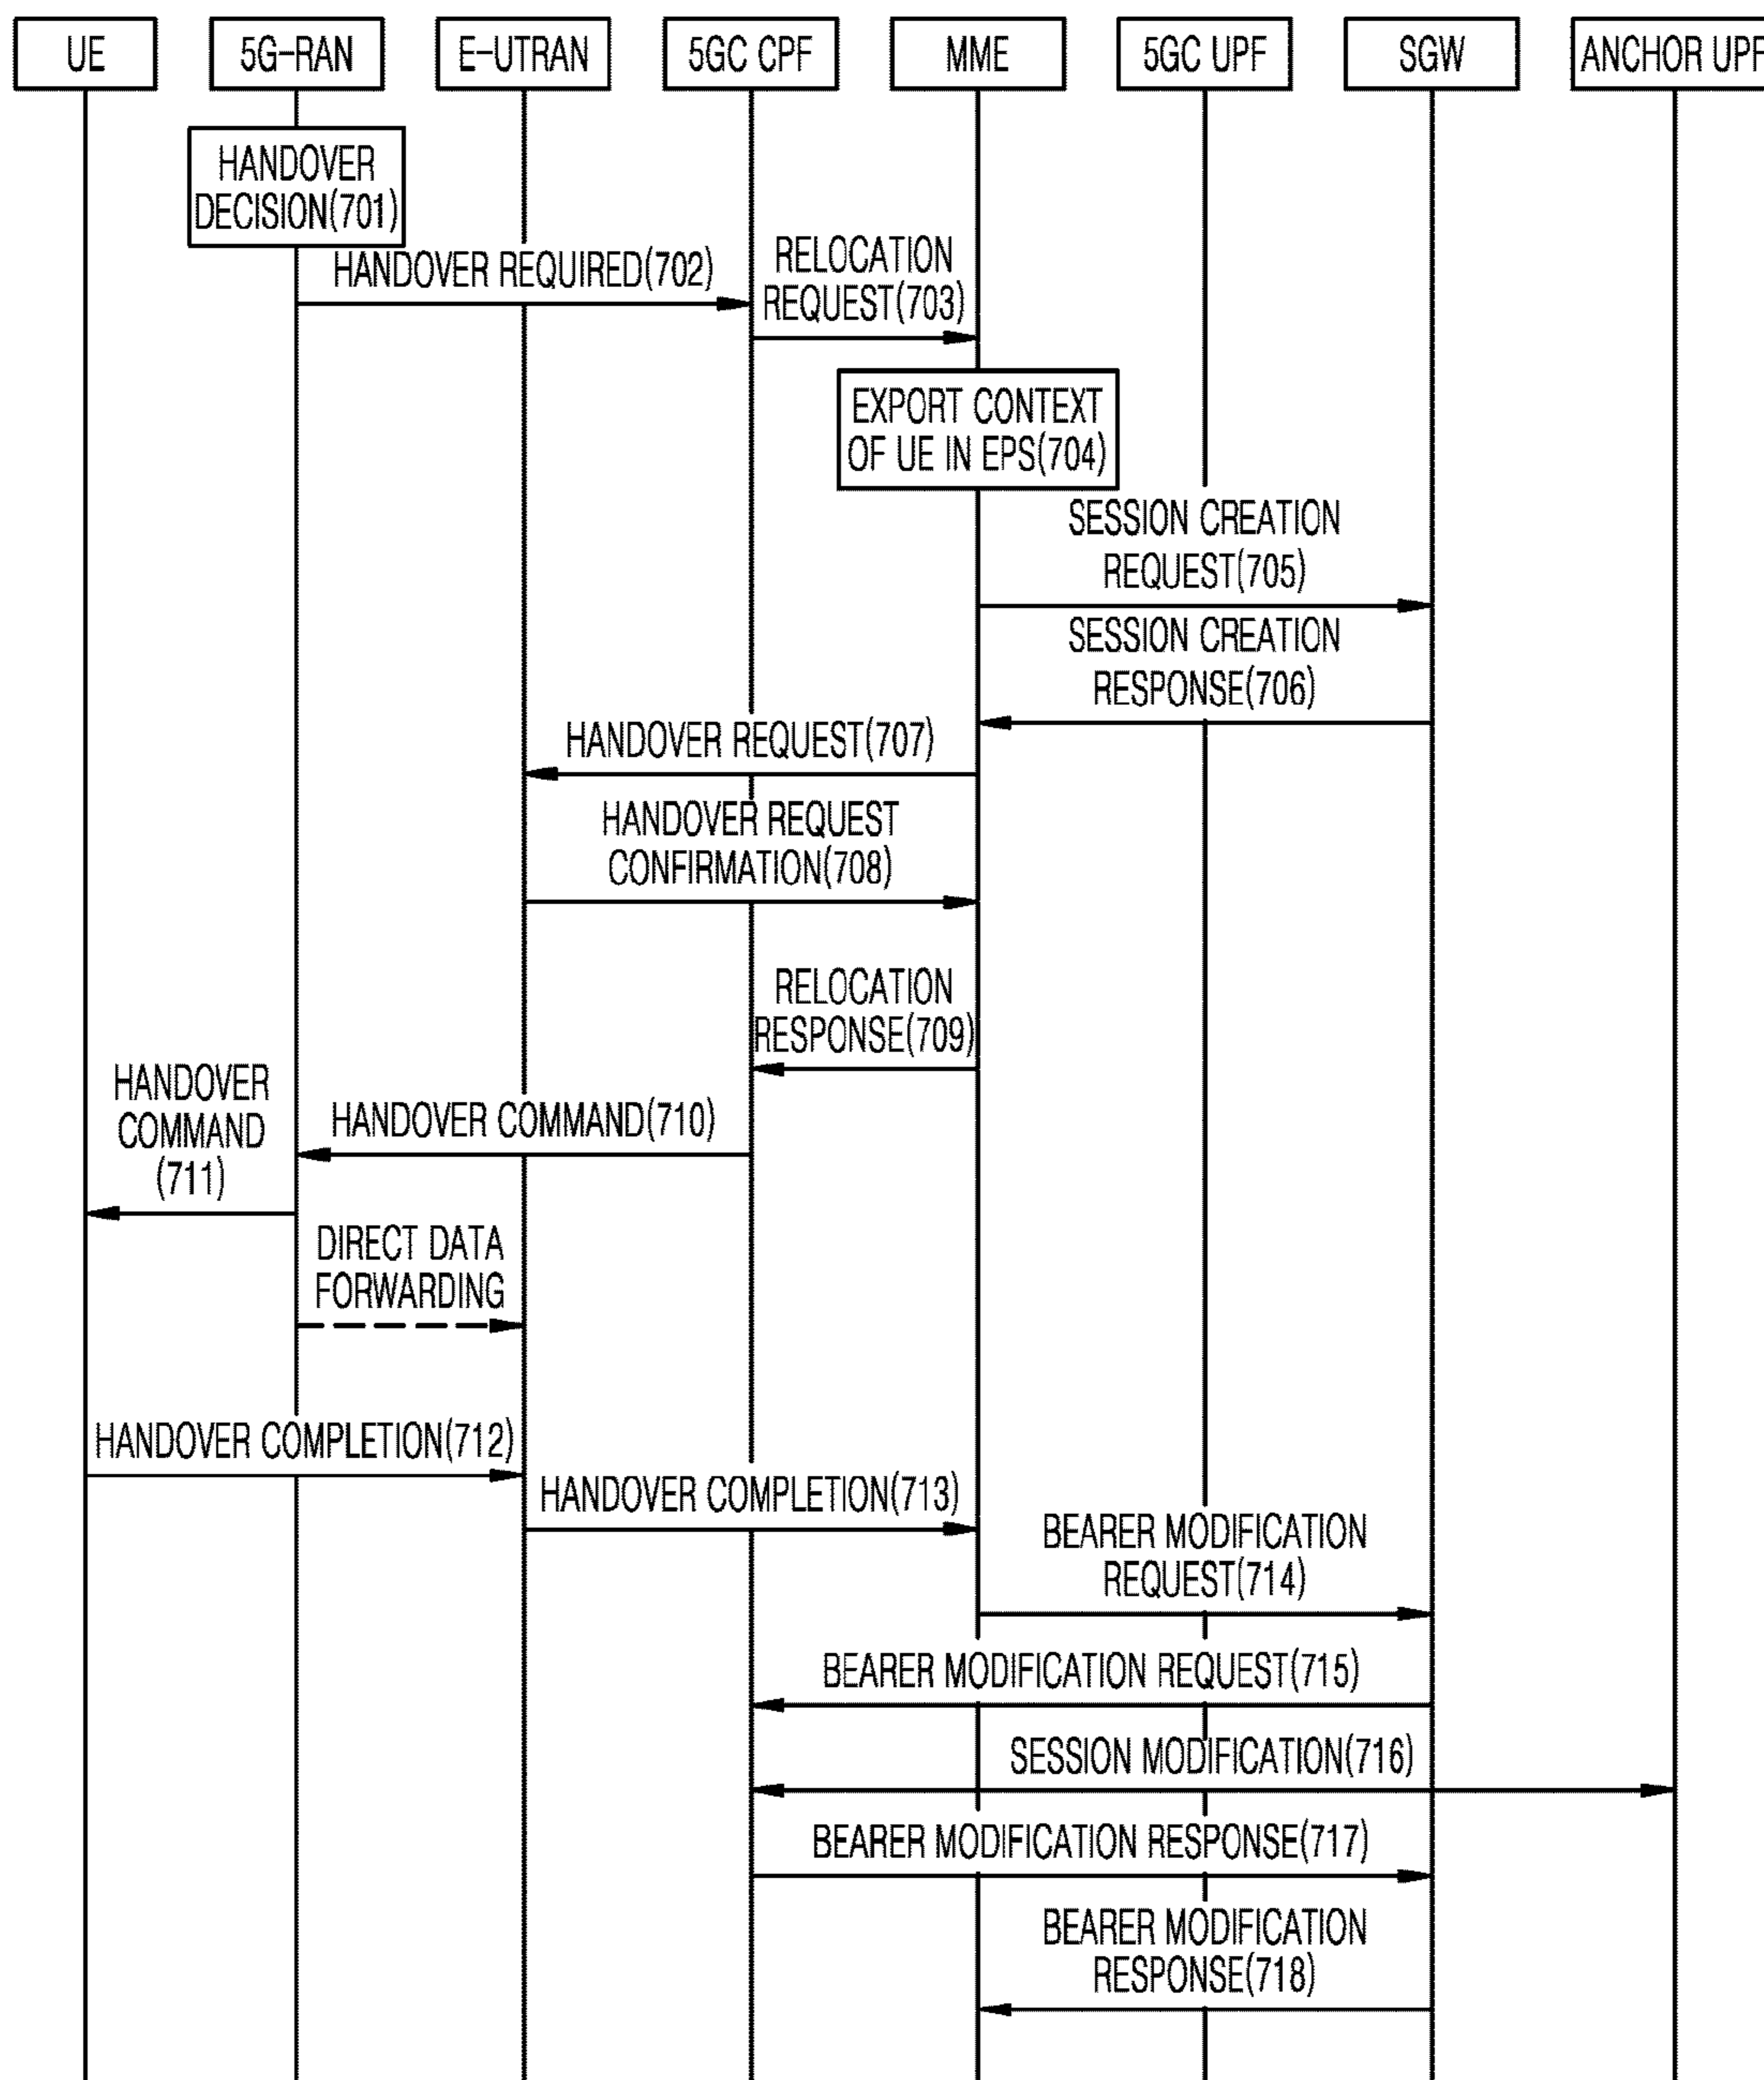 UE
5G-RAN
E-UTRAN
5GC CPF
MME
5GC UPF
SGW
ANCHOR UPF
HANDOVER
DECISION(701)
HANDOVER REQUIRED(702)
RELOCATION
REQUEST(703)
EXPORT CONTEXT
OF UE IN EPS(704)
SESSION CREATION
REQUEST(705)
SESSION CREATION
RESPONSE(706)
HANDOVER REQUEST(707)
HANDOVER REQUEST
CONFIRMATION(708)
RELOCATION
RESPONSE(709)
HANDOVER COMMAND(710)
HANDOVER
COMMAND
(711)
DIRECT DATA
FORWARDING
HANDOVER COMPLETION(712)
HANDOVER COMPLETION(713)
BEARER MODIFICATION
REQUEST(714)
BEARER MODIFICATION REQUEST(715)
SESSION MODIFICATION(716)
BEARER MODIFICATION RESPONSE(717)
BEARER MODIFICATION
RESPONSE(718)